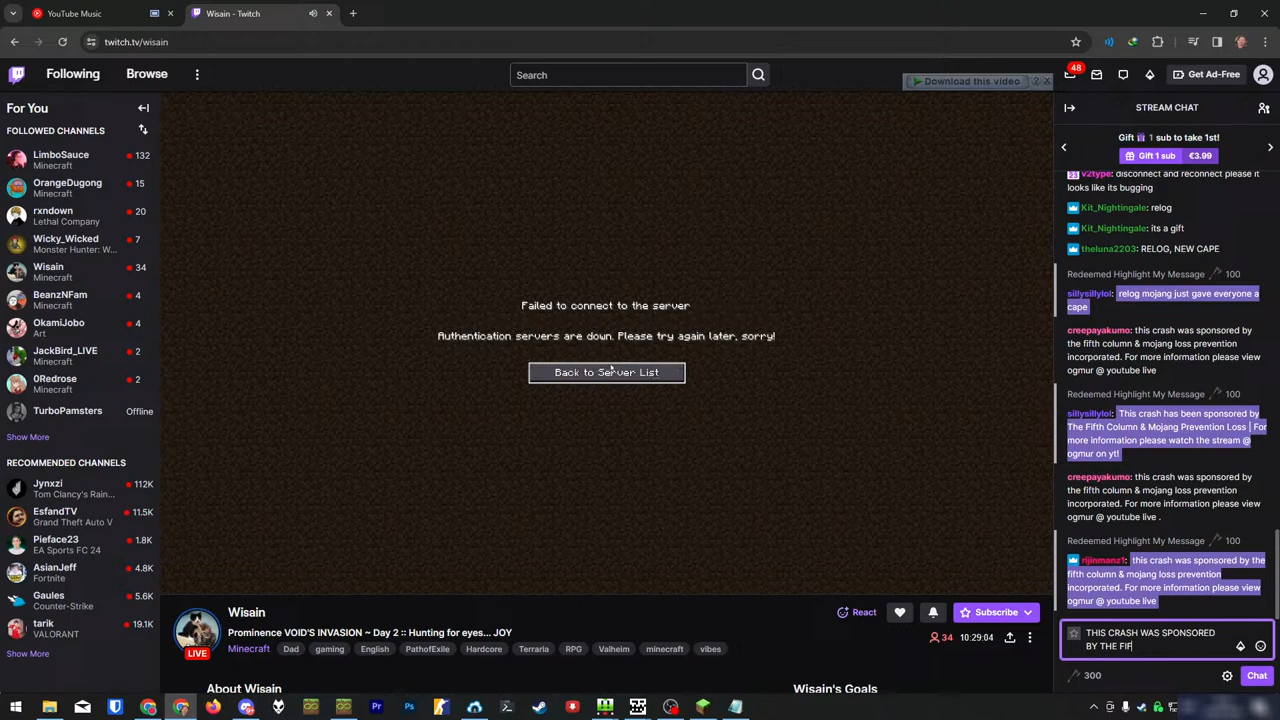 YouTube Music
Wisain - Twitch
twitch.tv/wisain
Following
Browse
Search
Download this video
?
48
Get Ad-Free
For You
FOLLOWED CHANNELS
LimboSauce
132
Minecraft
OrangeDugong
15
Minecraft
rxndown
20
Lethal Company
Wicky_Wicked
7
Monster Hunter: W...
Wisain
34
Minecraft
BeanzNFam
4
Minecraft
OkamiJobo
4
Art
JackBird_LIVE
2
Minecraft
0Redrose
2
Minecraft
TurboPamsters
Offline
Show More
RECOMMENDED CHANNELS
Jynxzi
112K
Tom Clancy's Rain...
EsfandTV
11.5K
Grand Theft Auto V
Pieface23
1.8K
EA Sports FC 24
AsianJeff
4.8K
Fortnite
Gaules
5.6K
Counter-Strike
tarik
19.1K
VALORANT
Show More
Failed to connect to the server
Authentication servers are down. Please try again later, sorry!
Back to Server List
LIVE
Wisain
React
Subscribe
Prominence VOID'S INVASION ~ Day 2 :: Hunting for eyes... JOY
Minecraft
Dad
gaming
English
PathofExile
Hardcore
Terraria
RPG
Valheim
minecraft
vibes
34
10:29:04
About Wisain
Wisain's Goals
STREAM CHAT
Gift 1 sub to take 1st!
Gift 1 sub €3.99
23 v2type: disconnect and reconnect please it
looks like its bugging
Kit_Nightingale: relog
Kit_Nightingale: its a gift
theluna2203: RELOG, NEW CAPE
Redeemed Highlight My Message 100
sillysillylol: relog mojang just gave everyone a
cape
creepayakumo: this crash was sponsored by
the fifth column & mojang loss prevention
incorporated. For more information please view
ogmur @ youtube live
Redeemed Highlight My Message 100
sillysillylol: This crash has been sponsored by
The Fifth Column & Mojang Prevention Loss | For
more information please watch the stream @
ogmur on yt!
creepayakumo: this crash was sponsored by
the fifth column & mojang loss prevention
incorporated. For more information please view
ogmur @ youtube live .
Redeemed Highlight My Message 100
rijinmanz1: this crash was sponsored by the
fifth column & mojang loss prevention
incorporated. For more information please view
ogmur @ youtube live
THIS CRASH WAS SPONSORED
BY THE FIF
300
Chat